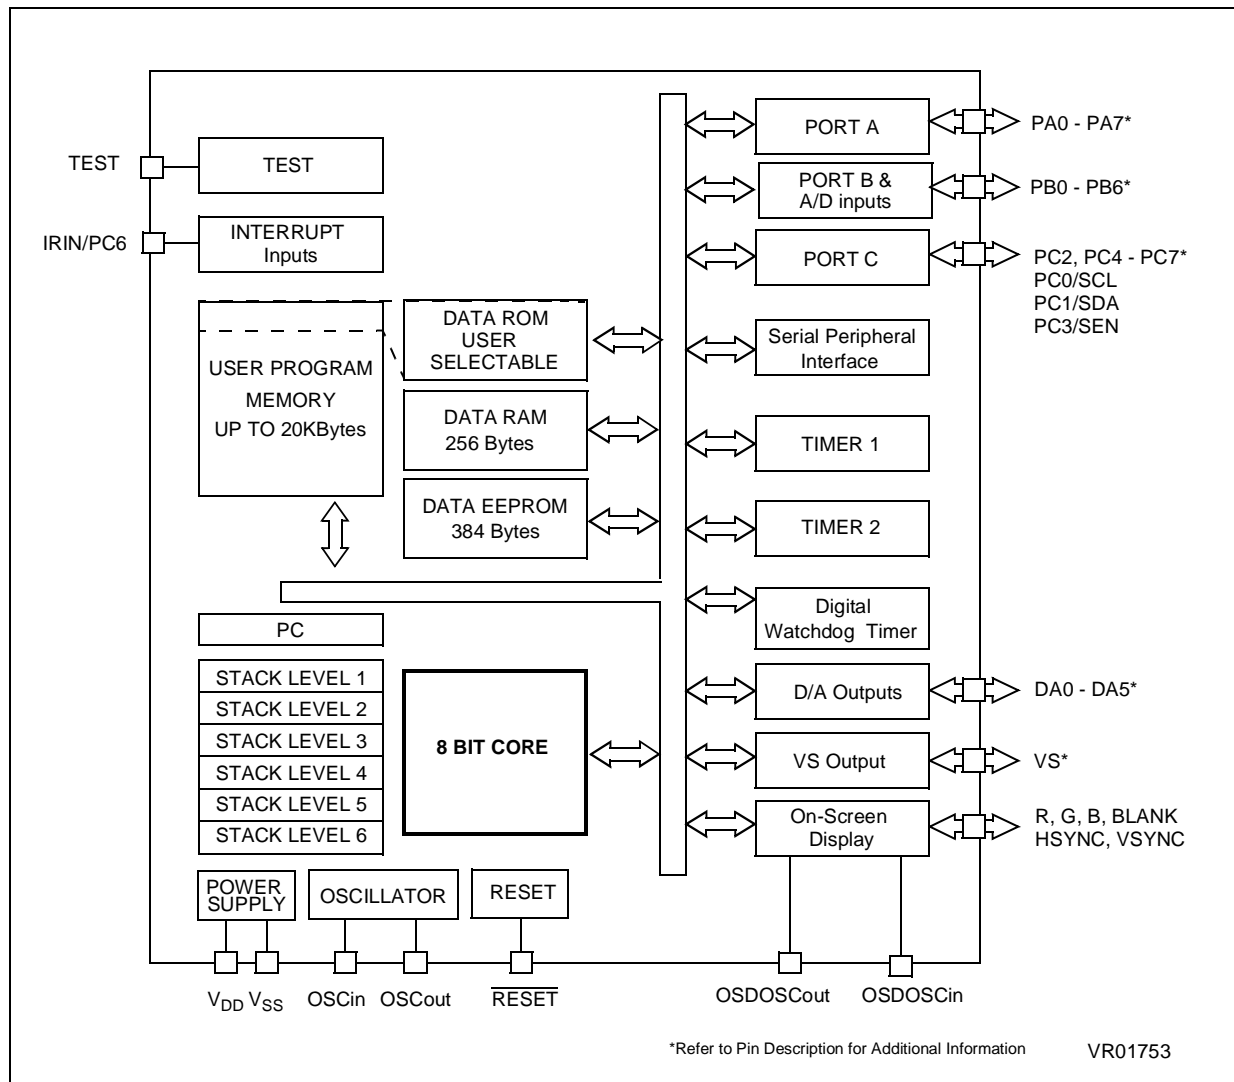 TEST
TEST
IRIN/PC6
INTERRUPT
Inputs
USER PROGRAM
MEMORY
UP TO 20KBytes
DATA ROM
USER
SELECTABLE
DATA RAM
256 Bytes
DATA EEPROM
384 Bytes
PC
STACK LEVEL 1
STACK LEVEL 2
STACK LEVEL 3
STACK LEVEL 4
STACK LEVEL 5
STACK LEVEL 6
8 BIT CORE
POWER
SUPPLY
OSCILLATOR
RESET
VDD VSS
OSCin
OSCout
RESET
PORT A
PA0 - PA7*
PORT B &
A/D inputs
PB0 - PB6*
PORT C
PC2, PC4 - PC7*
PC0/SCL
PC1/SDA
PC3/SEN
Serial Peripheral
Interface
TIMER 1
TIMER 2
Digital
Watchdog Timer
D/A Outputs
DA0 - DA5*
VS Output
VS*
On-Screen
Display
R, G, B, BLANK
HSYNC, VSYNC
OSDOSCout
OSDOSCin
*Refer to Pin Description for Additional Information
VR01753